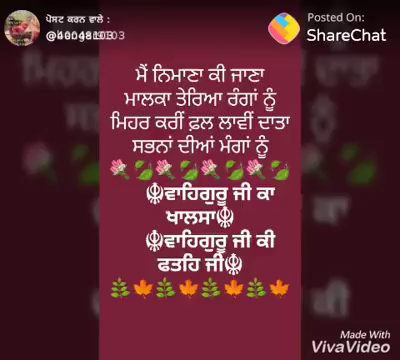 ਪੋਸਟ ਕਰਨ ਵਾਲੇ :
Posted On:
ShareChat
ਮੈਂ ਨਿਮਾਣਾ ਕੀ ਜਾਣਾ
ਮਾਲਕਾ ਤੇਰਿਆ ਰੰਗਾਂ ਨੂੰ
ਮਿਹਰ ਕਰੀਂ ਫ਼ਲ ਲਾਵੀਂ ਦਾਤਾ
ਸਭਨਾਂ ਦੀਆਂ ਮੰਗਾਂ ਨੂੰ
🌹🍃🌹🍃🌹🍃🌹🍃
☬ਵਾਹਿਗੁਰੂ ਜੀ ਕਾ
ਖਾਲਸਾ☬
☬ਵਾਹਿਗੁਰੂ ਜੀ ਕੀ
ਫਤਹਿ ਜੀ☬
🌿🍁🌿🍁🌿🍁🌿🍁
Made With
VivaVideo